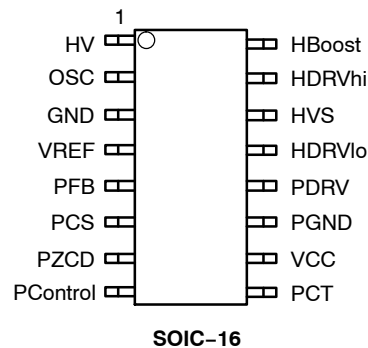 1
HV HBoost
OSC HDRVhi
GND HVS
VREF HDRVlo
PFB PDRV
PCS PGND
PZCD VCC
PControl PCT
SOIC−16